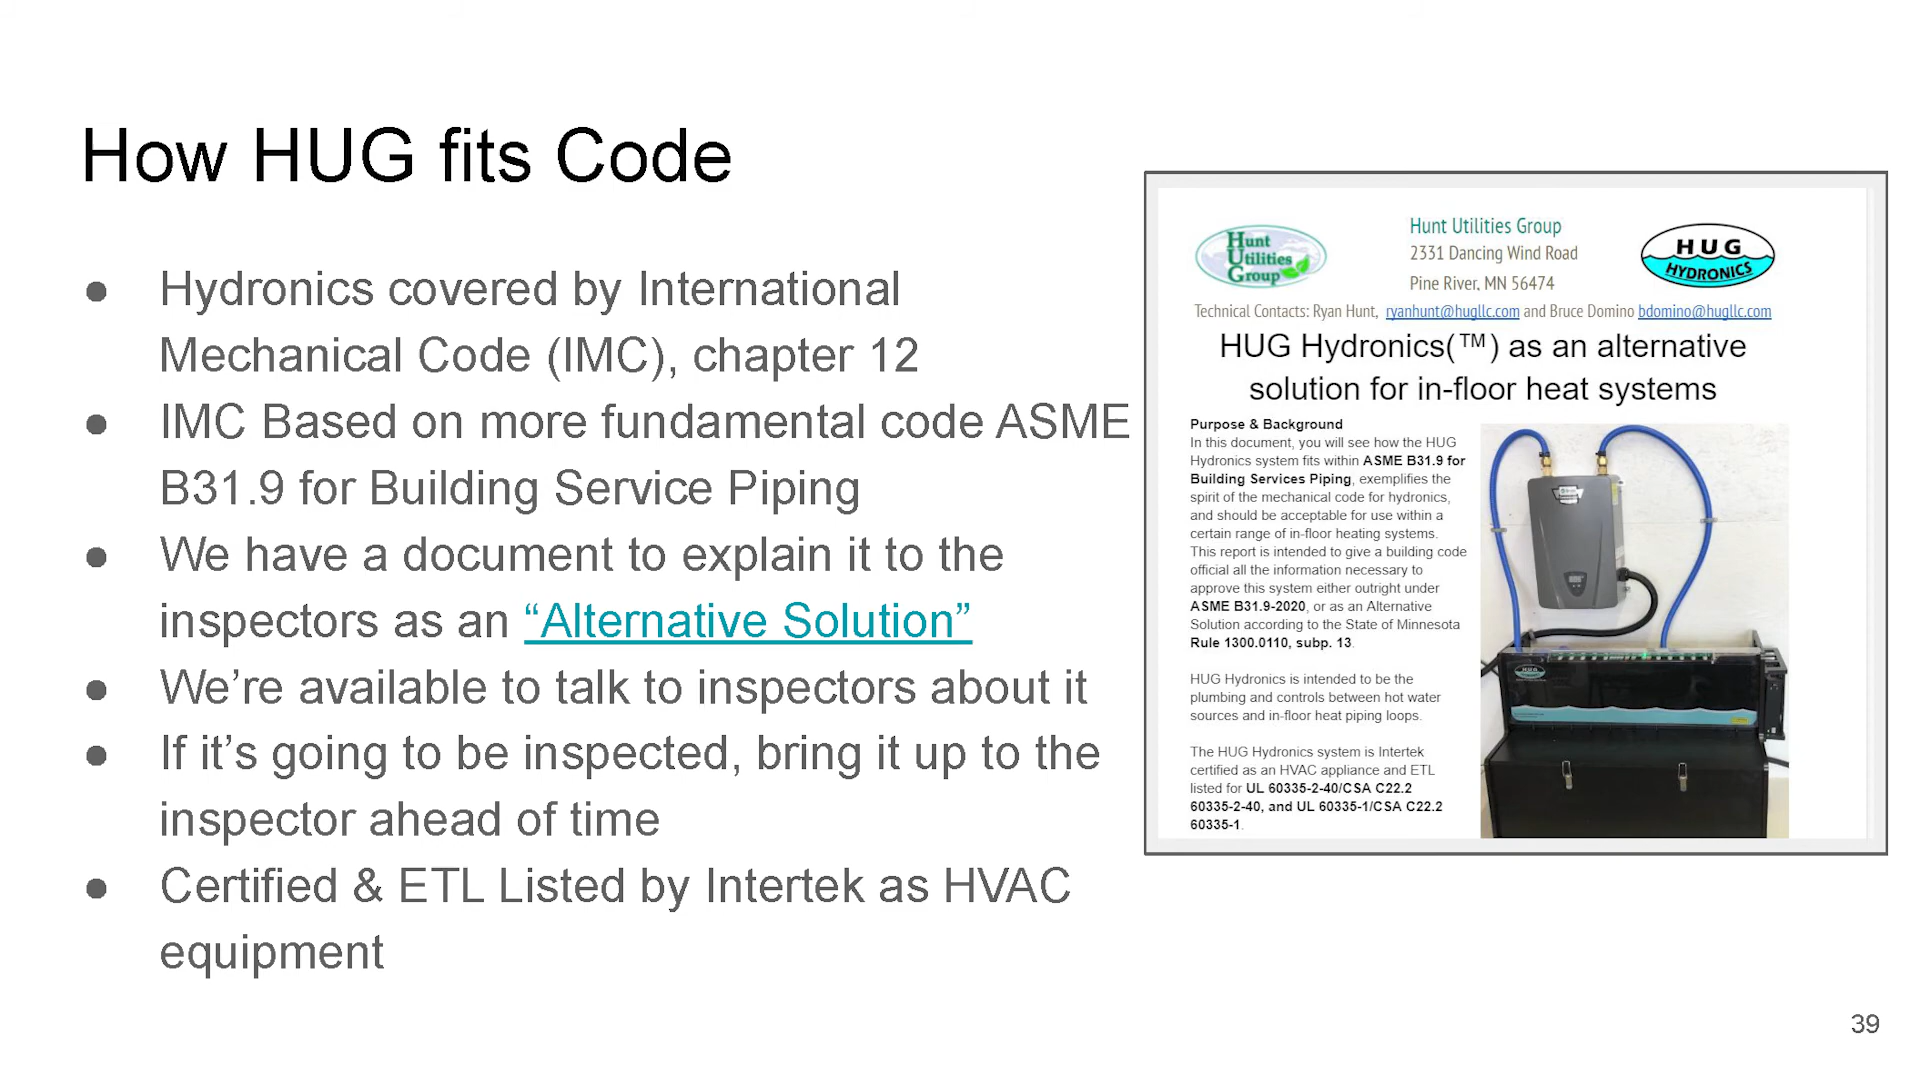 How HUG fits Code
● Hydronics covered by International
Mechanical Code (IMC), chapter 12
● IMC Based on more fundamental code ASME
B31.9 for Building Service Piping
● We have a document to explain it to the
inspectors as an “Alternative Solution”
● We’re available to talk to inspectors about it
● If it’s going to be inspected, bring it up to the
inspector ahead of time
● Certified & ETL Listed by Intertek as HVAC
equipment
Hunt
Utilities
Group
Hunt Utilities Group
2331 Dancing Wind Road
Pine River, MN 56474
HUG
HYDRONICS
Technical Contacts: Ryan Hunt, ryanhunt@hugllc.com and Bruce Domino bdomino@hugllc.com
HUG Hydronics(™) as an alternative
solution for in-floor heat systems
Purpose & Background
In this document, you will see how the HUG
Hydronics system fits within ASME B31.9 for
Building Services Piping, exemplifies the
spirit of the mechanical code for hydronics,
and should be acceptable for use within a
certain range of in-floor heating systems.
This report is intended to give a building code
official all the information necessary to
approve this system either outright under
ASME B31.9-2020, or as an Alternative
Solution according to the State of Minnesota
Rule 1300.0110, subp. 13.
HUG Hydronics is intended to be the
plumbing and controls between hot water
sources and in-floor heat piping loops.
The HUG Hydronics system is Intertek
certified as an HVAC appliance and ETL
listed for UL 60335-2-40/CSA C22.2
60335-2-40, and UL 60335-1/CSA C22.2
60335-1.
39